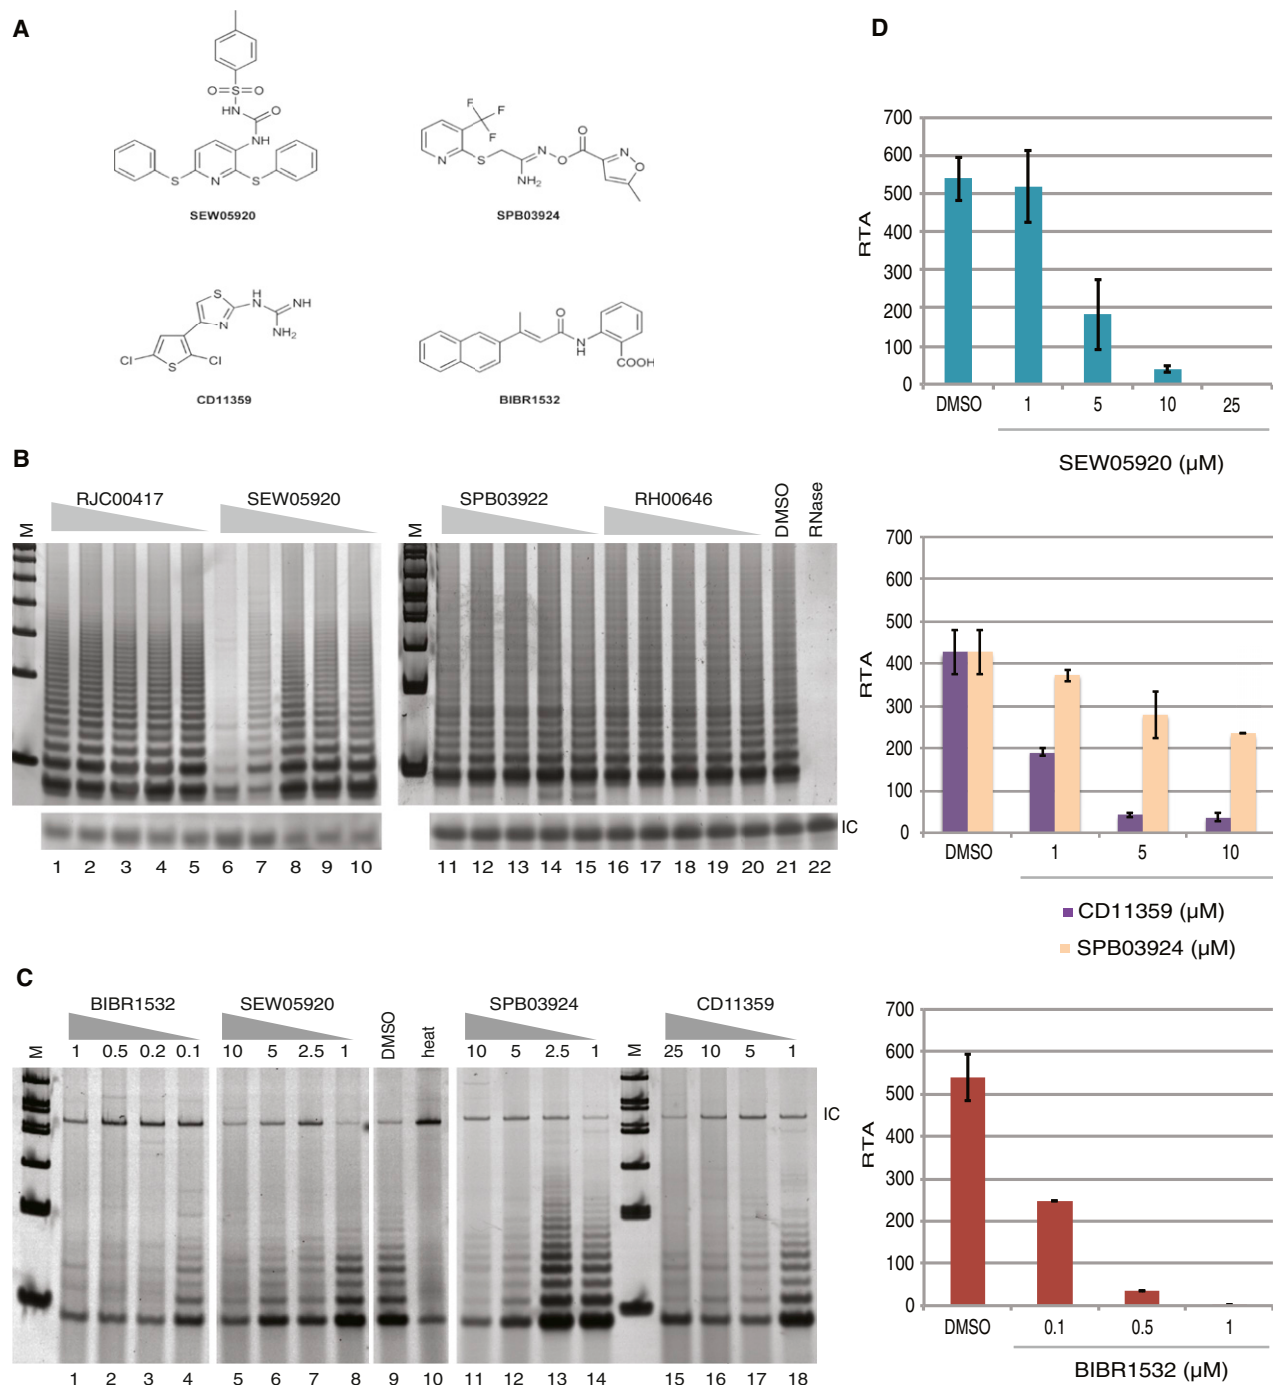 A
O=S=O
HN
O
NH
S
N
S
SEW05920
F
F
F
N
S
N
O
O
NH2
N
O
SPB03924
S
N
H
N
NH
NH2
Cl
S
Cl
CD11359
O
N
H
COOH
BIBR1532
B
M
RJC00417
SEW05920
M
SPB03922
RH00646
DMSO
RNase
IC
1 2 3 4 5 6 7 8 9 10
11 12 13 14 15 16 17 18 19 20 21 22
C
M
BIBR1532
SEW05920
DMSO
heat
SPB03924
M
CD11359
1 0.5 0.2 0.1
10 5 2.5 1
10 5 2.5 1
25 10 5 1
IC
1 2 3 4 5 6 7 8 9 10 11 12 13 14 15 16 17 18
D
RTA
700
600
500
400
300
200
100
0
DMSO 1 5 10 25
SEW05920 (µM)
RTA
700
600
500
400
300
200
100
0
DMSO 1 5 10
CD11359 (µM)
SPB03924 (µM)
RTA
700
600
500
400
300
200
100
0
DMSO 0.1 0.5 1
BIBR1532 (µM)